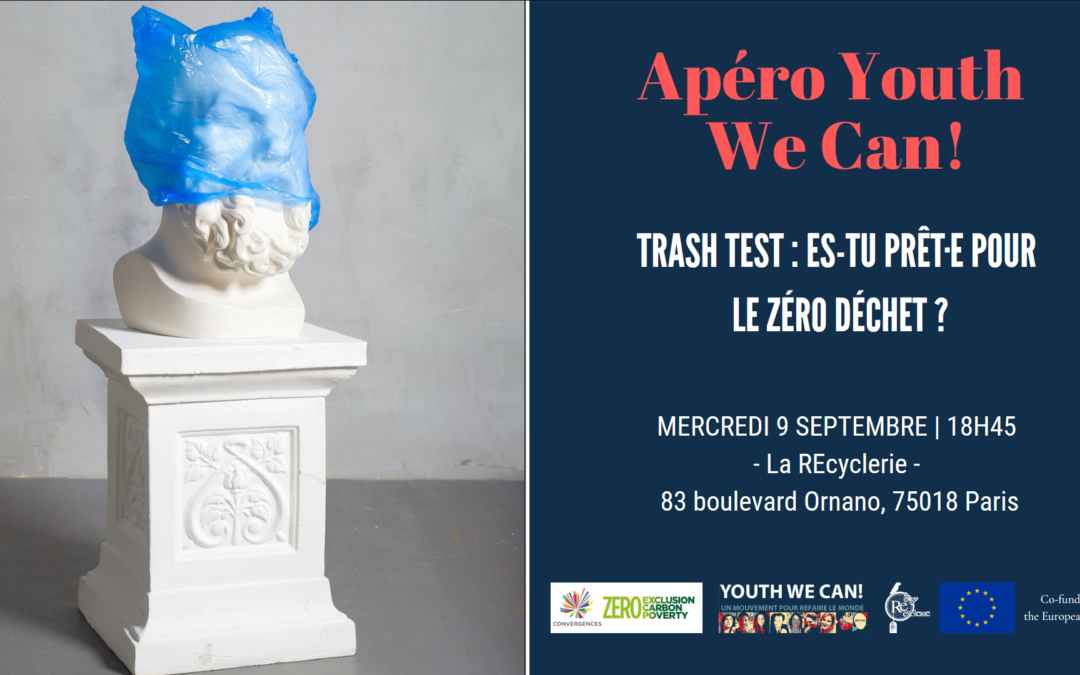 Apéro Youth
We Can!
TRASH TEST : ES-TU PRÊT·E POUR
LE ZÉRO DÉCHET ?
MERCREDI 9 SEPTEMBRE | 18H45
- La REcyclerie -
83 boulevard Ornano, 75018 Paris
CONVERGENCES
ZERO EXCLUSION
CARBON
POVERTY
YOUTH WE CAN!
UN MOUVEMENT POUR REFAIRE LE MONDE
Co-fund
the Europea